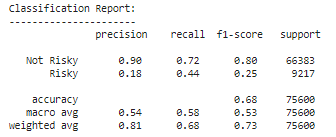 Classification Report:
-----------------------
precision recall f1-score support
Not Risky 0.90 0.72 0.80 66383
Risky 0.18 0.44 0.25 9217
accuracy 0.68 75600
macro avg 0.54 0.58 0.53 75600
weighted avg 0.81 0.68 0.73 75600